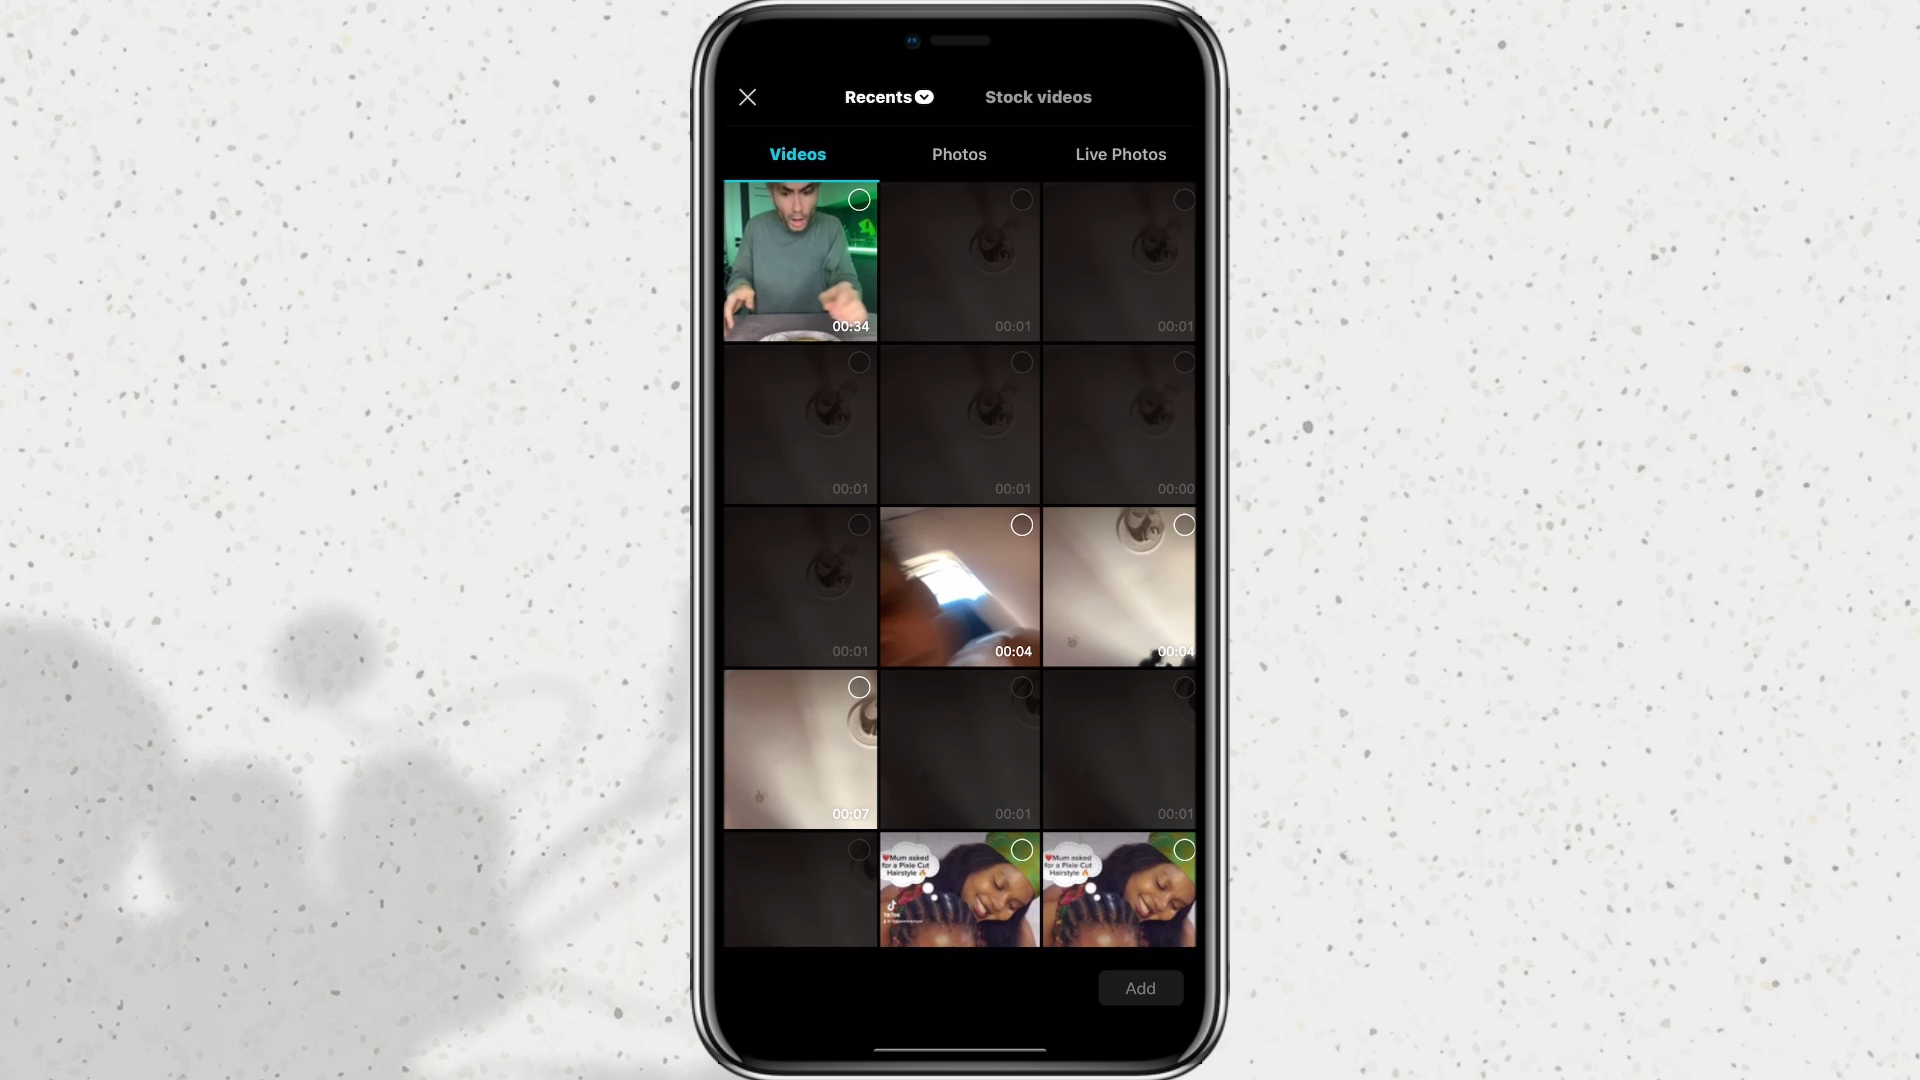 Recents
Stock videos
Videos
Photos
Live Photos
00:34
00:01
00:01
00:01
00:01
00:00
00:01
00:04
00:04
00:07
00:01
00:01
Mum asked
for a Pixie Cut
Hairstyle
TikTok
Mum asked
for a Pixie Cut
Hairstyle
Add